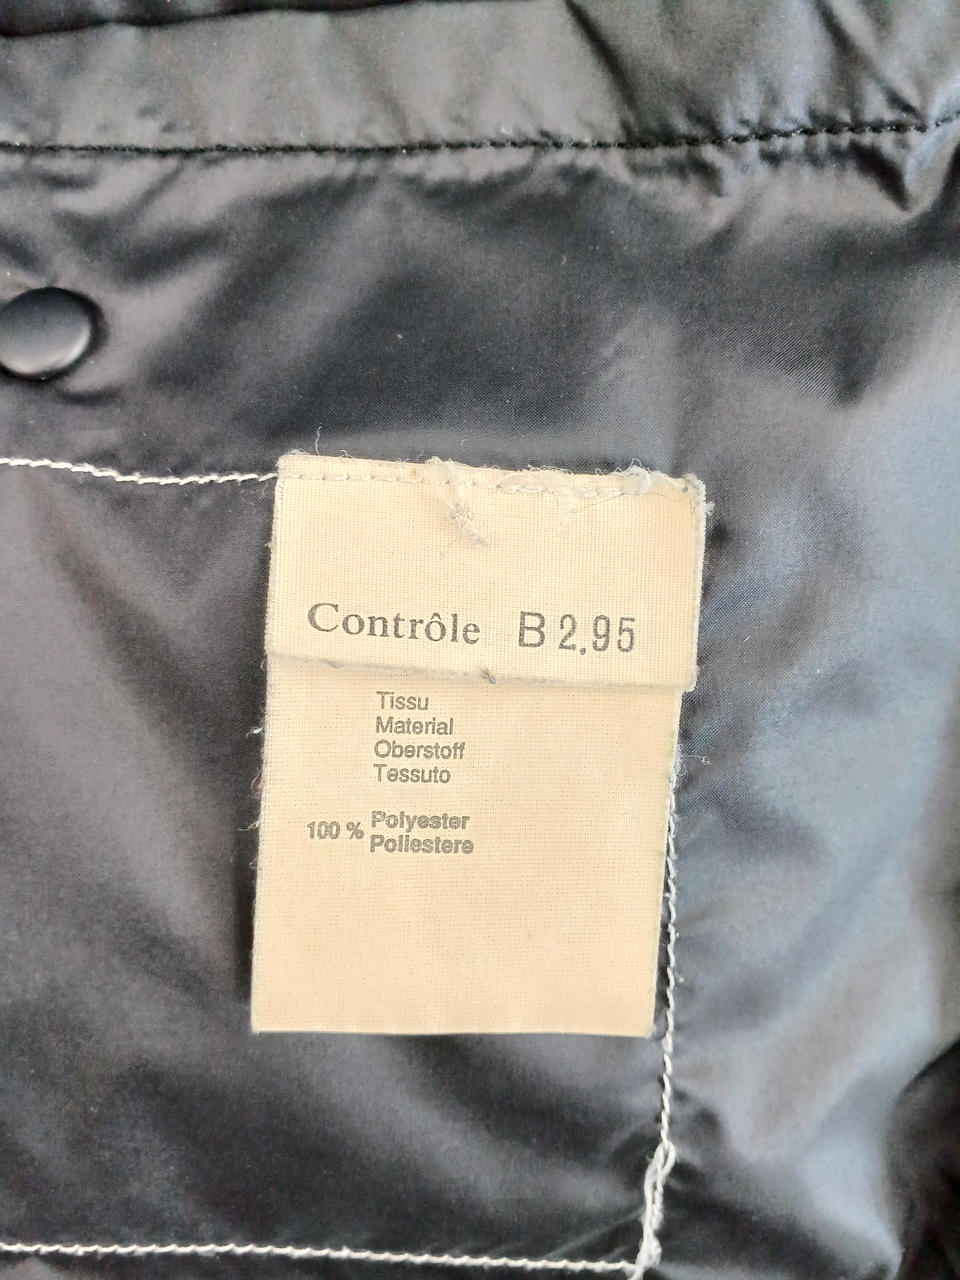 Contrôle B 2.95
Tissu
Material
Oberstoff
Tessuto
100 % Polyester
Poliestere